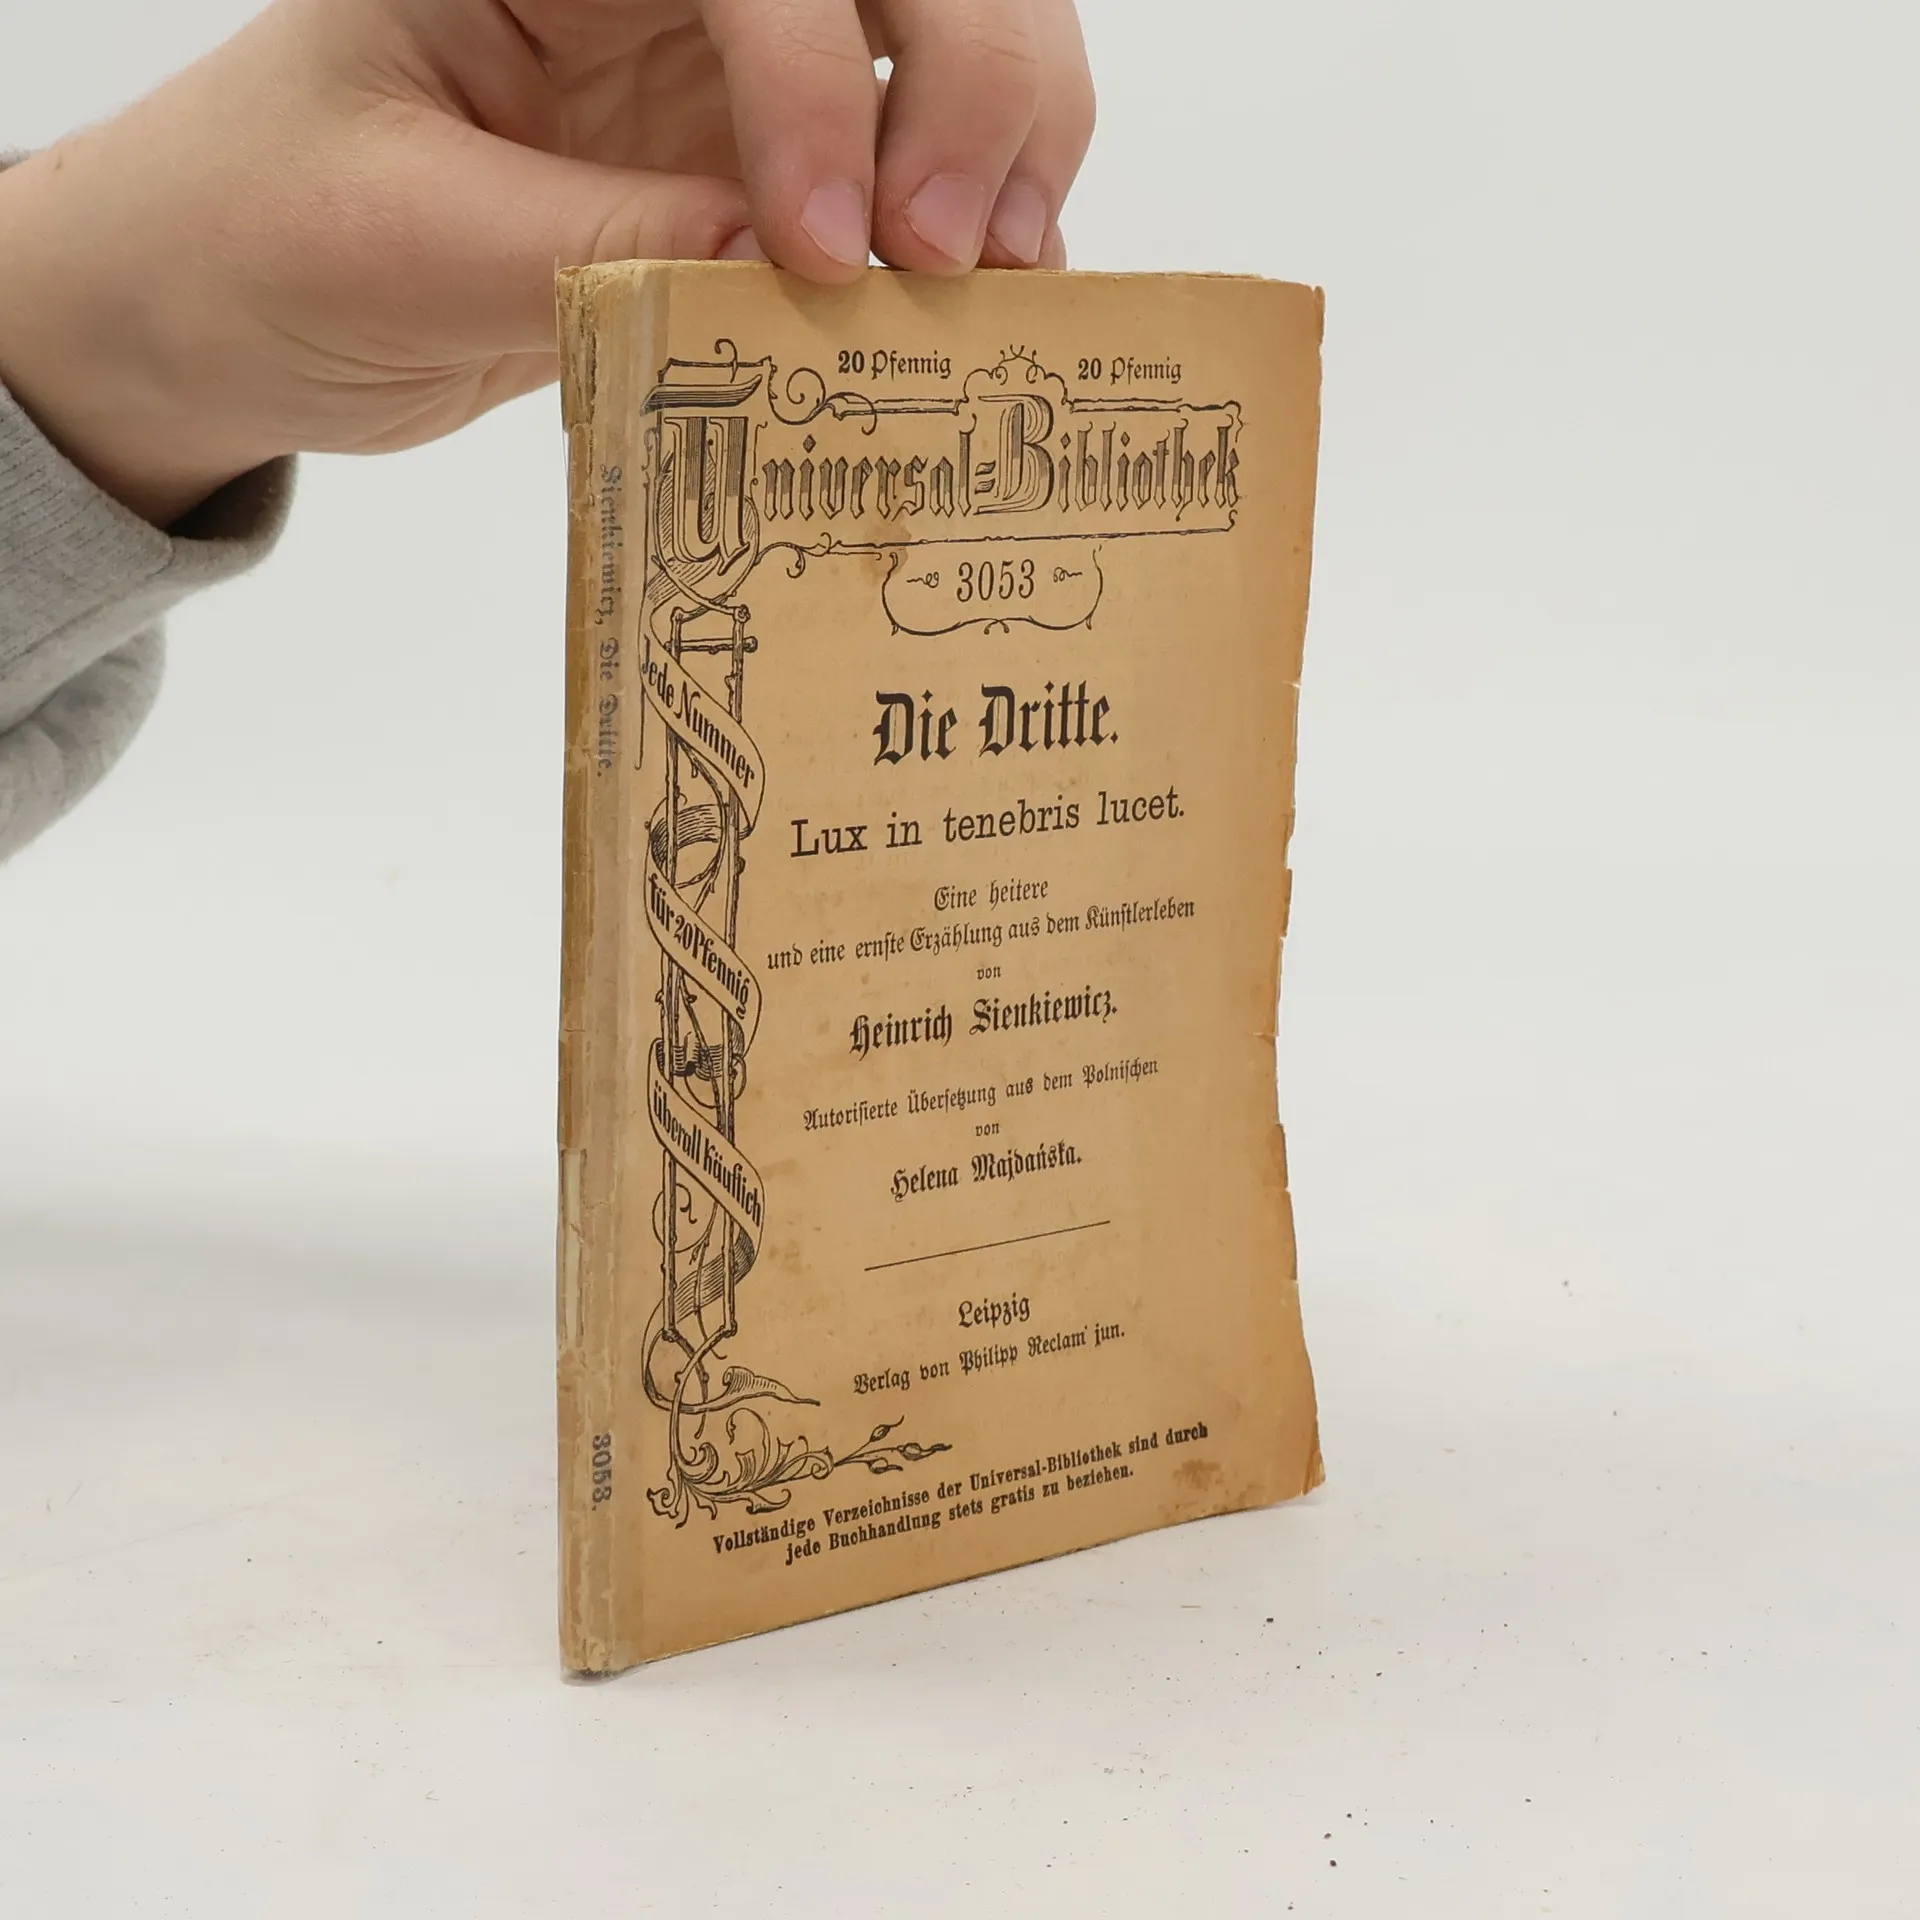 20 Pfennig 20 Pfennig
Universal-Bibliothek
3053
Jede Nummer
für 20 Pfennig
überall käuflich
Die Dritte.
Lux in tenebris lucet.
Eine heitere
und eine ernste Erzählung aus dem Künstlerleben
von
Heinrich Sienkiewicz.
Autorisierte Übersetzung aus dem Polnischen
von
Helena Majdańska.
Leipzig
Verlag von Philipp Reclam jun.
Vollständige Verzeichnisse der Universal-Bibliothek sind durch
jede Buchhandlung stets gratis zu beziehen.
Sienkiewicz, Die Dritte.
3053.